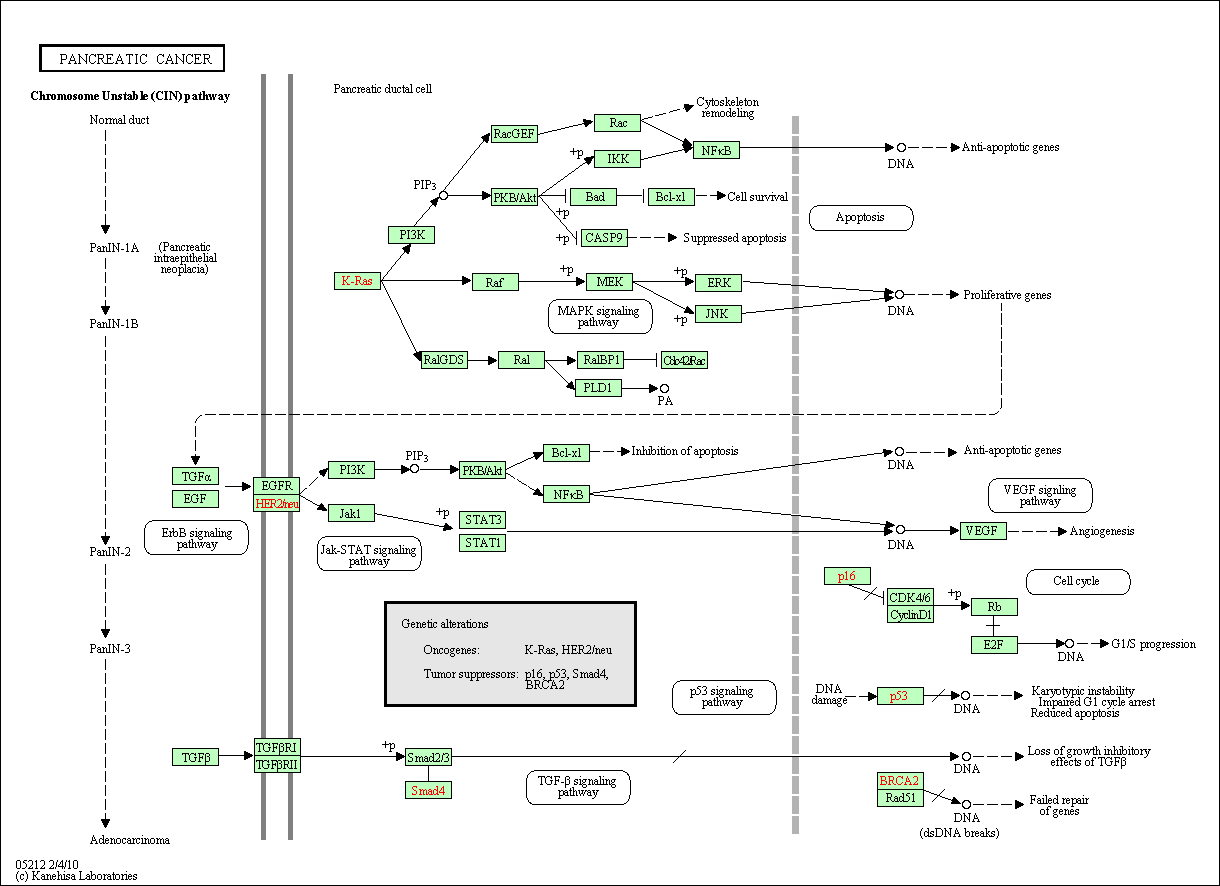 PANCREATIC CANCER
Chromosome Unstable (CIN) pathway
Normal duct
PanIN-1A
(Pancreatic
intraepithelial
neoplacia)
PanIN-1B
PanIN-2
PanIN-3
Adenocarcinoma
Pancreatic ductal cell
RacGEF
Rac
Cytoskeleton
remodeling
+p
IKK
NFκB
DNA
Anti-apoptotic genes
PIP3
PKB/Akt
Bad
Bcl-xl
Cell survival
+p
+p
CASP9
Suppressed apoptosis
Apoptosis
PI3K
K-Ras
Raf
+p
MEK
+p
ERK
+p
JNK
MAPK signaling
pathway
DNA
Proliferative genes
RalGDS
Ral
RalBP1
PLD1
PA
TGFα
EGF
EGFR
HER2/neu
ErbB signaling
pathway
PI3K
PIP3
PKB/Akt
Bcl-xl
Inhibition of apoptosis
NFκB
DNA
Anti-apoptotic genes
Jak1
+p
STAT3
STAT1
Jak-STAT signaling
pathway
DNA
VEGF
Angiogenesis
VEGF signling
pathway
p16
CDK4/6
CyclinD1
+p
Rb
E2F
DNA
G1/S progression
Cell cycle
Genetic alterations
Oncogenes: K-Ras, HER2/neu
Tumor suppressors: p16, p53, Smad4,
BRCA2
p53 signaling
pathway
DNA
damage
p53
DNA
Karyotypic instability
Impaired G1 cycle arrest
Reduced apoptosis
TGFβ
TGFβRI
TGFβRII
+p
Smad2/3
Smad4
TGF-β signaling
pathway
DNA
Loss of growth inhibitory
effects of TGFβ
BRCA2
Rad51
DNA
(dsDNA breaks)
Failed repair
of genes
05212 2/4/10
(c) Kanehisa Laboratories